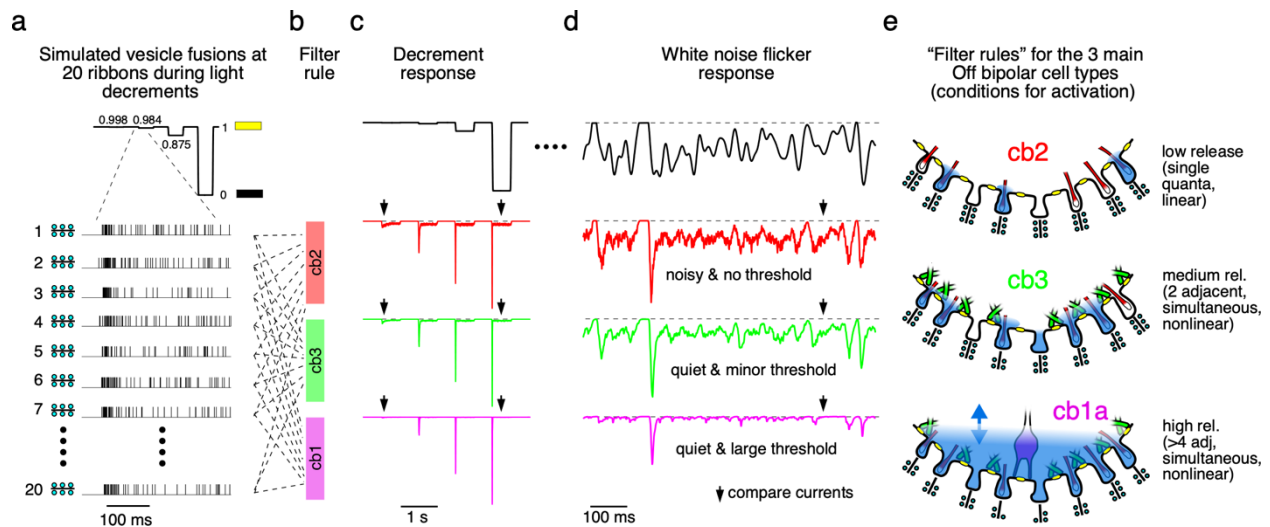 a
Simulated vesicle fusions at
20 ribbons during light
decrements
0.998
0.984
0.875
1
0
1
2
3
4
5
6
7
20
100 ms
b
Filter
rule
cb2
cb3
cb1
c
Decrement
response
1 s
d
White noise flicker
response
noisy & no threshold
quiet & minor threshold
quiet & large threshold
compare currents
100 ms
e
“Filter rules” for the 3 main
Off bipolar cell types
(conditions for activation)
cb2
low release
(single
quanta,
linear)
cb3
medium rel.
(2 adjacent,
simultaneous,
nonlinear)
cb1a
high rel.
(>4 adj,
simultaneous,
nonlinear)